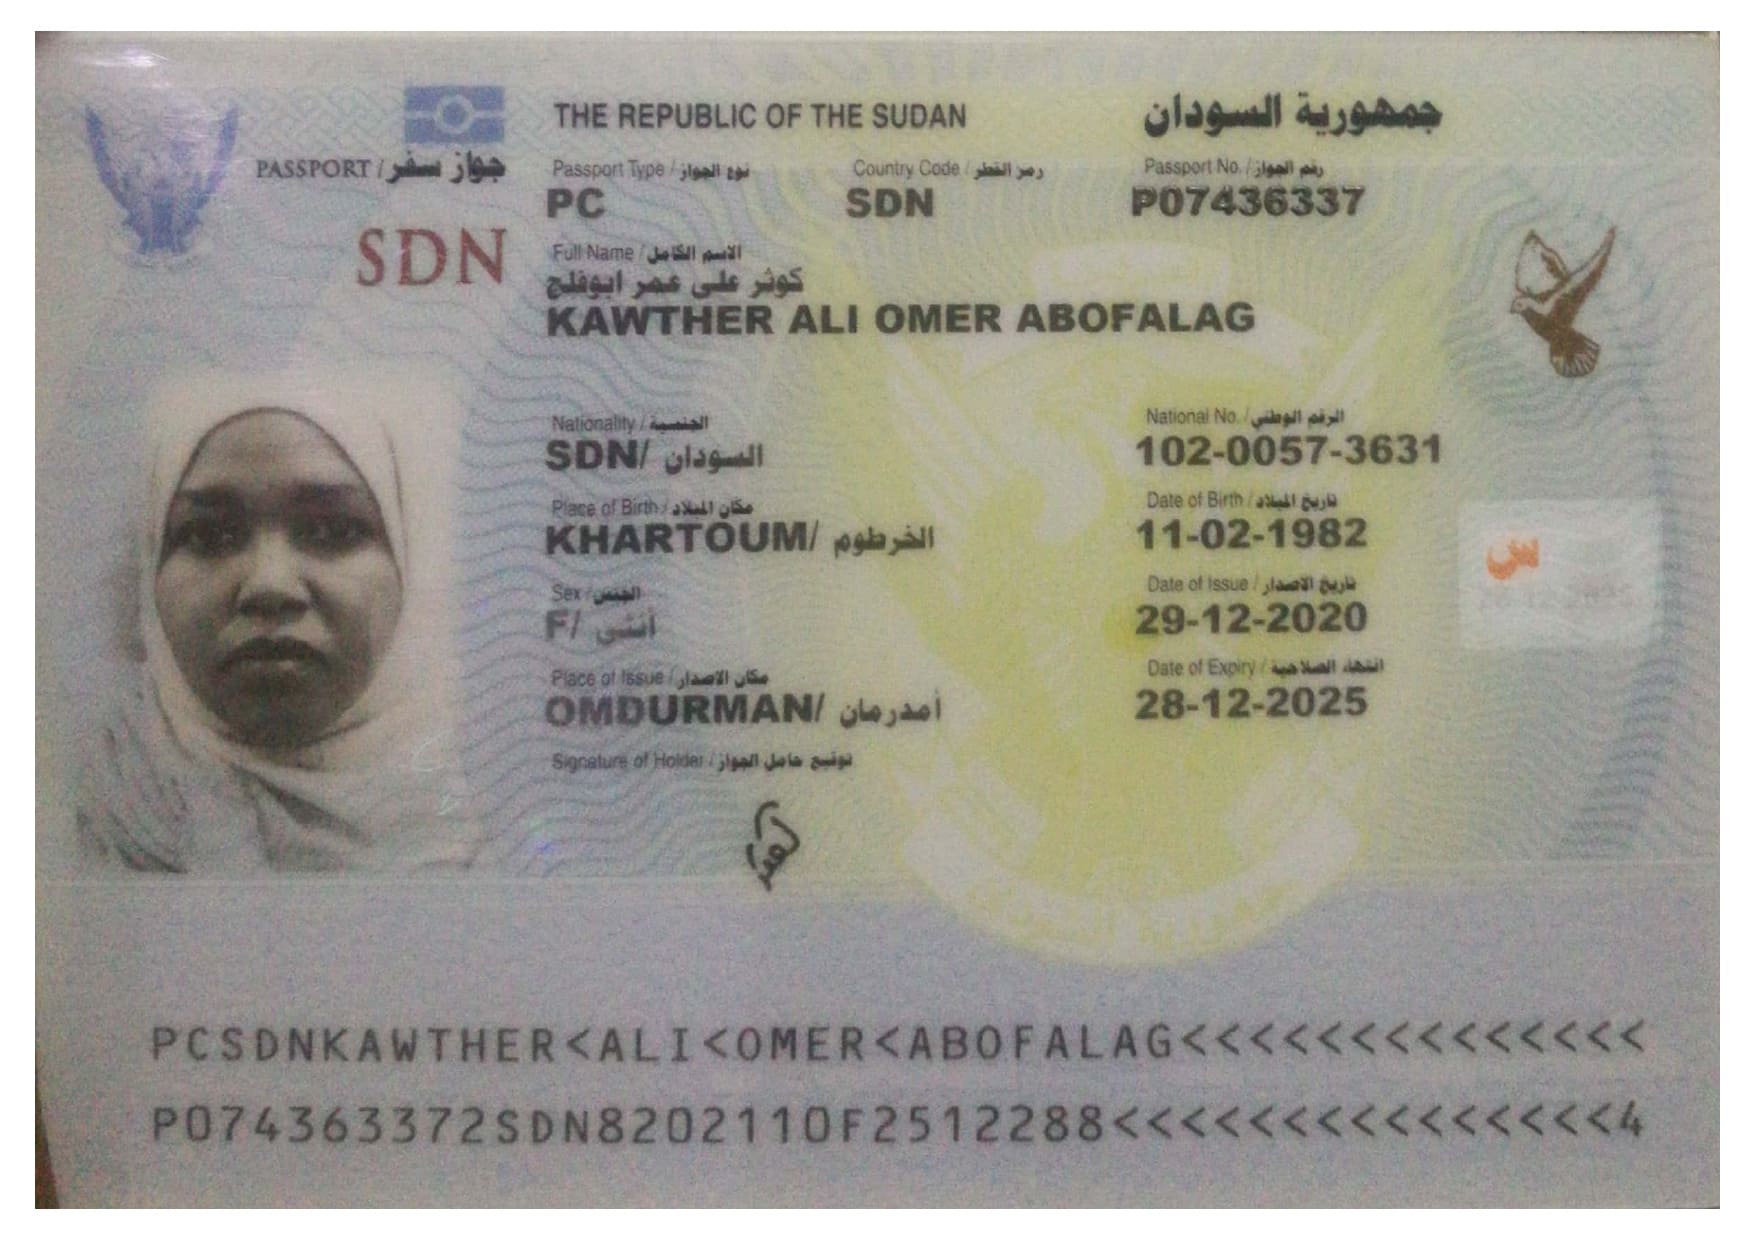 THE REPUBLIC OF THE SUDAN جمهورية السودان
PASSPORT / جواز سفر
Passport Type / نوع الجواز Country Code / رمز القطر Passport No. / رقم الجواز
PC SDN P07436337
SDN
Full Name / الاسم الكامل
كوثر على عمر ابوفلج
KAWTHER ALI OMER ABOFALAG
Nationality / الجنسية National No. / الرقم الوطني
SDN/ السودان 102-0057-3631
Place of Birth / مكان الميلاد Date of Birth / تاريخ الميلاد
KHARTOUM/ الخرطوم 11-02-1982
Sex / الجنس Date of Issue / تاريخ الاصدار
F/ أنثى 29-12-2020
س
Place of Issue / مكان الاصدار Date of Expiry / انتهاء الصلاحية
OMDURMAN/ أمدرمان 28-12-2025
Signature of Holder / توقيع حامل الجواز
PCSDNKAWTHER<ALI<OMER<ABOFALAG<<<<<<<<<<<<<<
P074363372SDN8202110F2512288<<<<<<<<<<<<<<<4